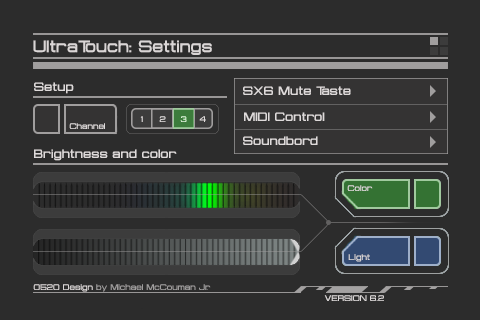 UltraTouch: Settings
Setup
Channel
1 2 3 4
SX6 Mute Taste
MIDI Control
Soundbord
Brightness and color
Color
Light
0620 Design by Michael McCouman Jr
VERSION 6.2